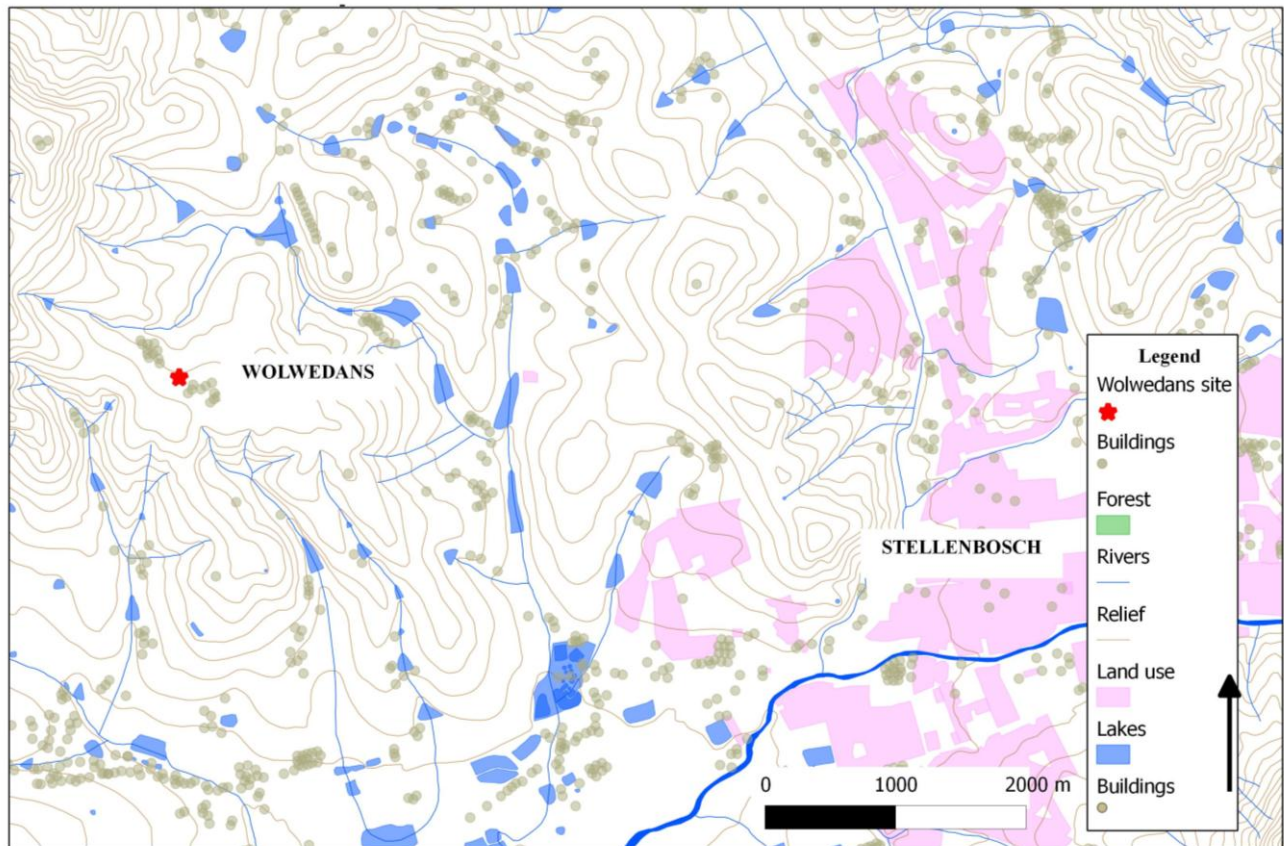 WOLWEDANS
STELLENBOSCH
Legend
Wolwedans site
Buildings
Forest
Rivers
Relief
Land use
Lakes
Buildings
0 1000 2000 m